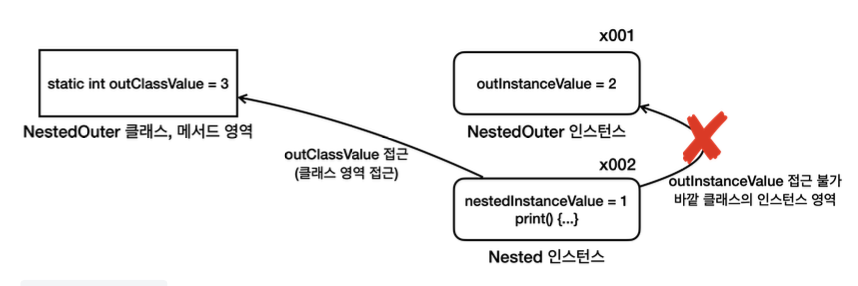 x001
static int outClassValue = 3
outInstanceValue = 2
NestedOuter 클래스, 메서드 영역
NestedOuter 인스턴스
outClassValue 접근
(클래스 영역 접근)
x002
outInstanceValue 접근 불가
바깥 클래스의 인스턴스 영역
nestedInstanceValue = 1
print() {...}
Nested 인스턴스